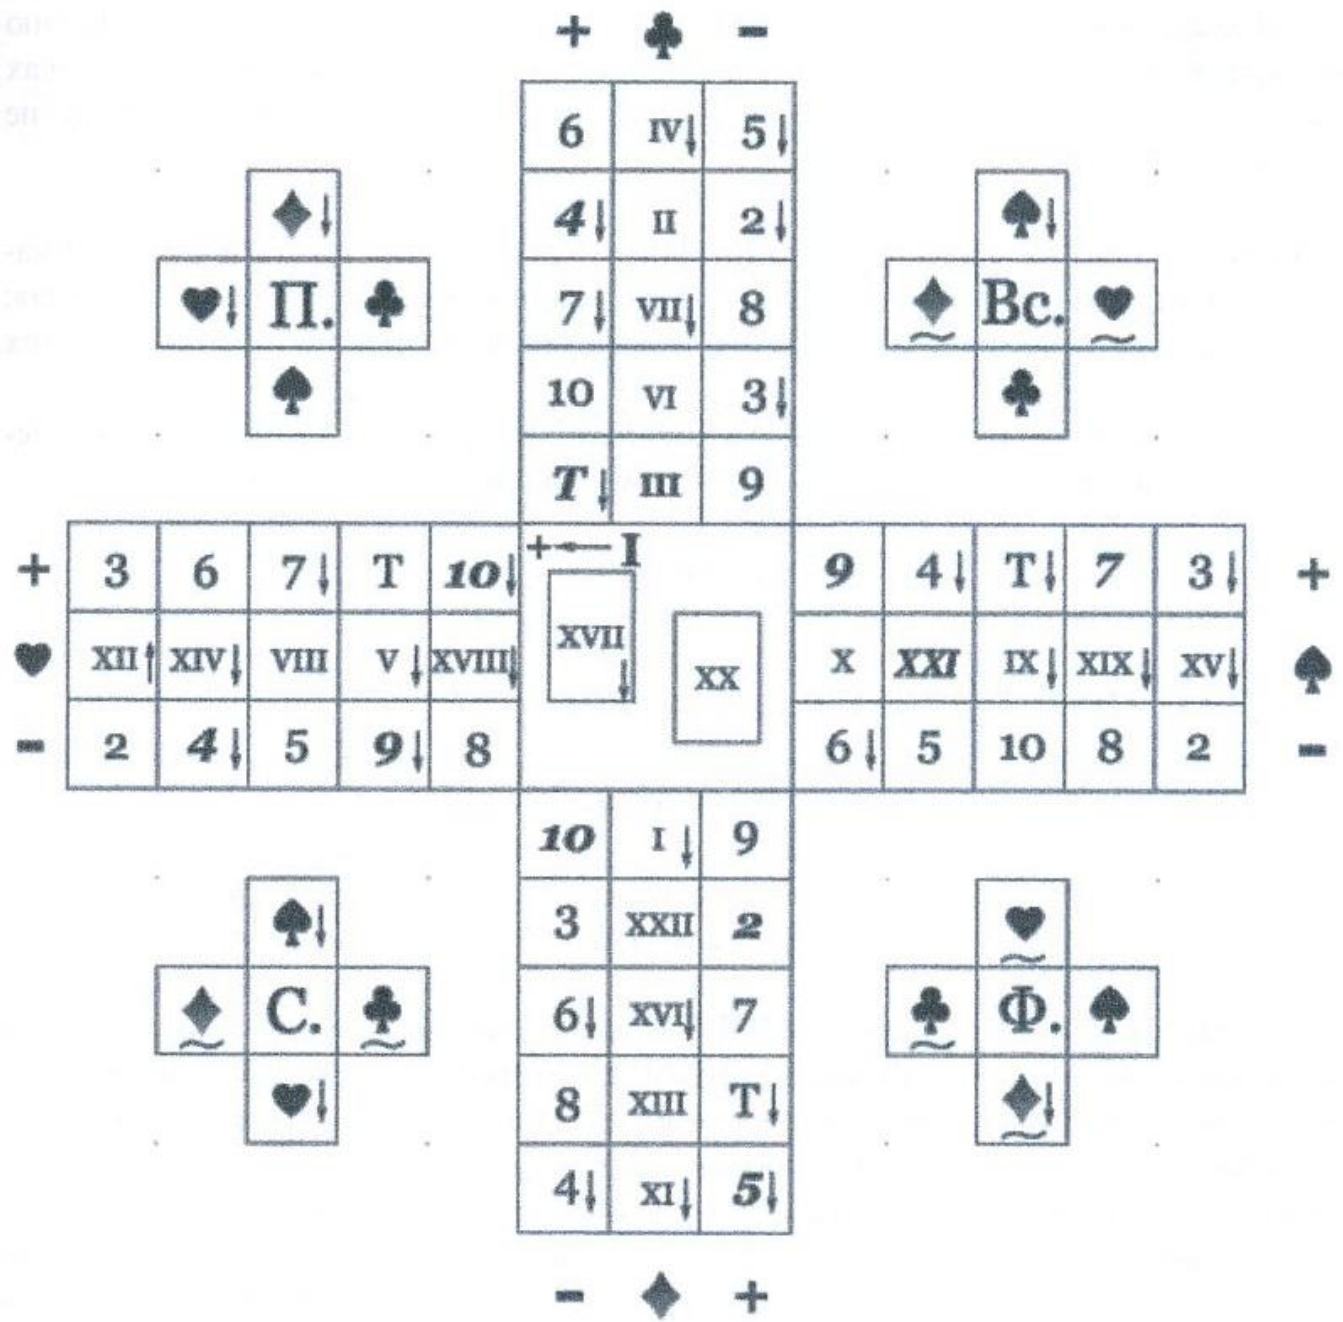 + ♣ -
6 IV↓ 5↓
4↓ II 2↓
7↓ VII↓ 8
10 VI 3↓
Т↓ III 9
♦↓
♥↓ П. ♣
♠
♠↓
♦ Вс. ♥
♣
+ 3 6 7↓ Т 10↓
♥ XII↑ XIV↓ VIII V↓ XVIII↓
- 2 4↓ 5 9↓ 8
+ ← I
XVII↓
XX
9 4↓ Т↓ 7 3↓ +
X XXI IX↓ XIX↓ XV↓ ♠
6↓ 5 10 8 2 -
10 I↓ 9
3 XXII 2
6↓ XVI↓ 7
8 XIII Т↓
4↓ XI↓ 5↓
- ♦ +
♠↓
♦ С. ♣
♥↓
♥
♣ Ф. ♠
♦↓